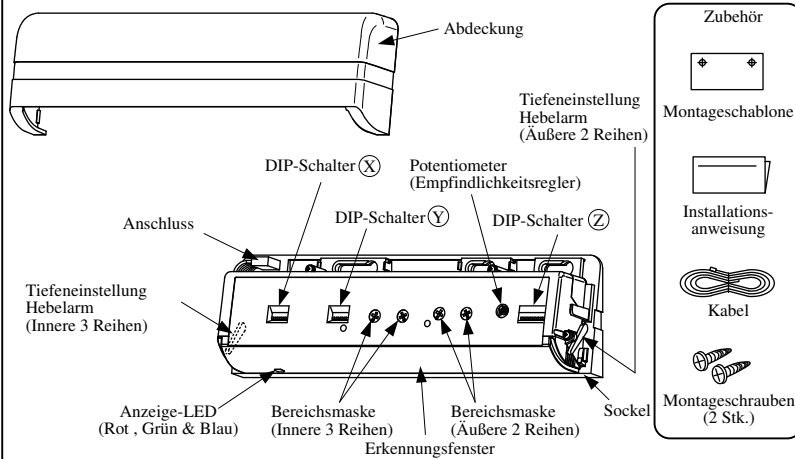 Abdeckung
Zubehör
Montageschablone
Installations-
anweisung
Kabel
Montageschrauben
(2 Stk.)
Tiefeneinstellung
Hebelarm
(Äußere 2 Reihen)
DIP-Schalter X
Potentiometer
(Empfindlichkeitsregler)
DIP-Schalter Y
DIP-Schalter Z
Anschluss
Tiefeneinstellung
Hebelarm
(Innere 3 Reihen)
Anzeige-LED
(Rot , Grün & Blau)
Bereichsmaske
(Innere 3 Reihen)
Bereichsmaske
(Äußere 2 Reihen)
Sockel
Erkennungsfenster